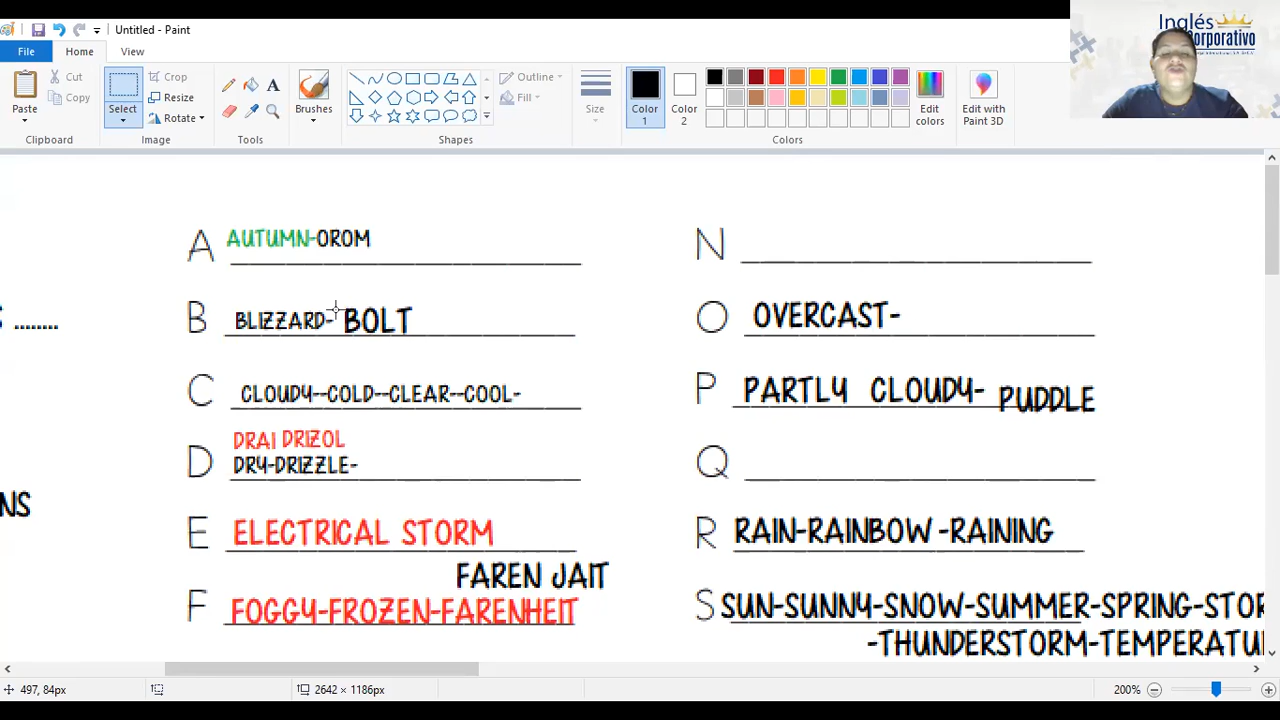 Untitled - Paint
Inglés
Corporativo
File Home View
Paste Cut Copy
Select Crop Resize Rotate
Brushes
Outline
Fill
Size
Color 1
Color 2
Edit colors
Edit with Paint 3D
Clipboard Image Tools Shapes Colors
A AUTUMN-OROM
B BLIZZARD- BOLT
C CLOUDY--COLD--CLEAR--COOL-
DRAI DRIZOL
D DRY-DRIZZLE-
NS
E ELECTRICAL STORM
FAREN JAIT
F FOGGY-FROZEN-FARENHEIT
N
O OVERCAST-
P PARTLY CLOUDY- PUDDLE
Q
R RAIN-RAINBOW -RAINING
S SUN-SUNNY-SNOW-SUMMER-SPRING-STOR
-THUNDERSTORM-TEMPERATU
497, 84px
2642 × 1186px
200%